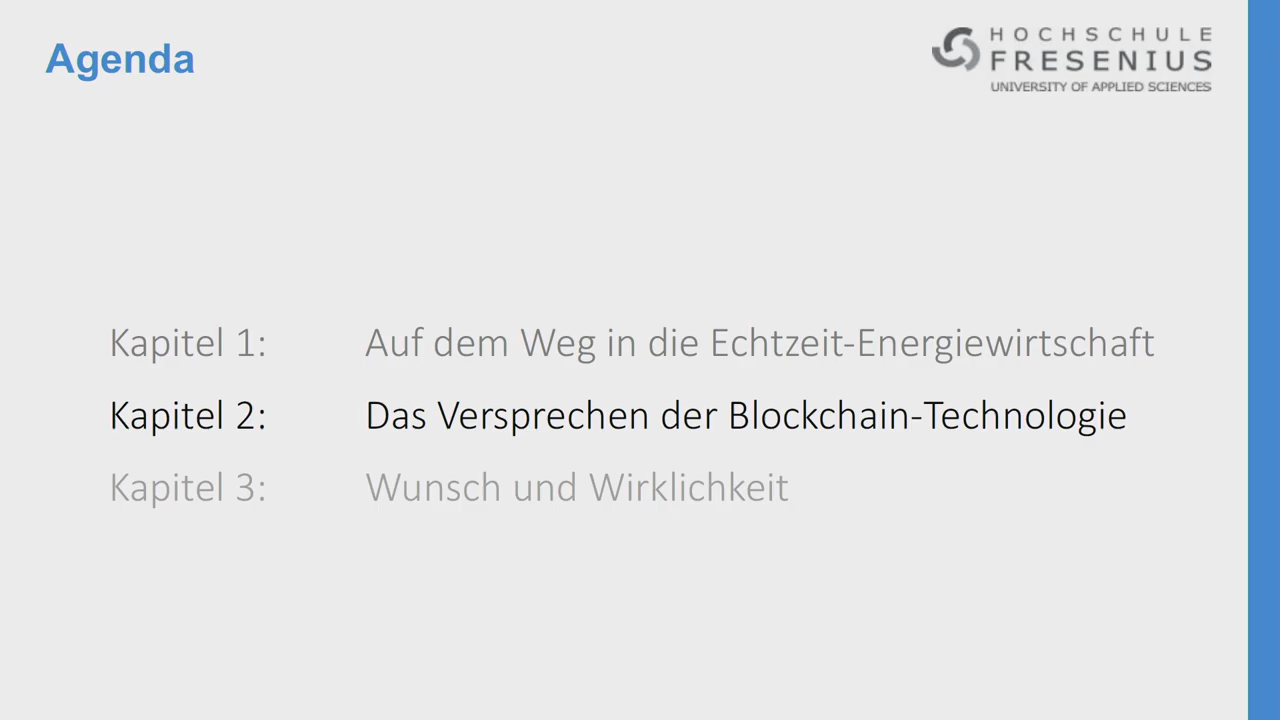 Agenda
HOCHSCHULE
FRESENIUS
UNIVERSITY OF APPLIED SCIENCES
Kapitel 1: Auf dem Weg in die Echtzeit-Energiewirtschaft
Kapitel 2: Das Versprechen der Blockchain-Technologie
Kapitel 3: Wunsch und Wirklichkeit